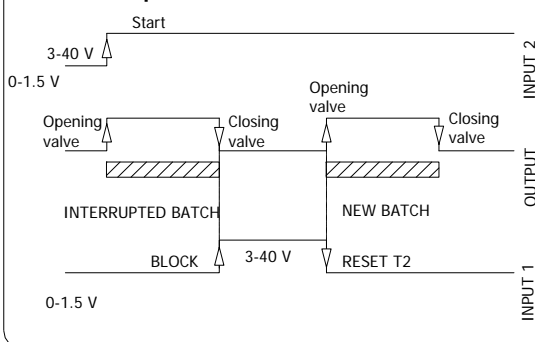 Start
3-40 V
0-1.5 V
INPUT 2
Opening
valve
Closing
valve
Opening
valve
Closing
valve
OUTPUT
INTERRUPTED BATCH
NEW BATCH
BLOCK
3-40 V
RESET T2
0-1.5 V
INPUT 1